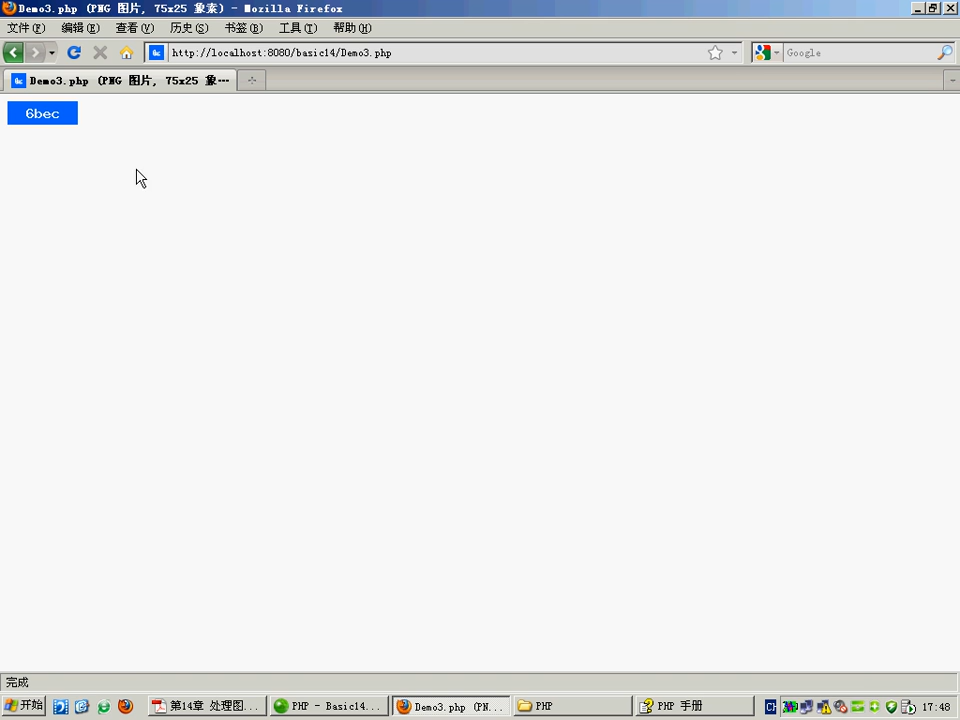 Demo3.php (PNG 图片, 75x25 象素) - Mozilla Firefox
文件(F) 编辑(E) 查看(V) 历史(S) 书签(B) 工具(T) 帮助(H)
http://localhost:8080/basic14/Demo3.php Google
Demo3.php (PNG 图片, 75x25 象...
6bec
完成
开始 第14章 处理图... PHP - Basic14... Demo3.php (PN... PHP PHP 手册 CH 17:48